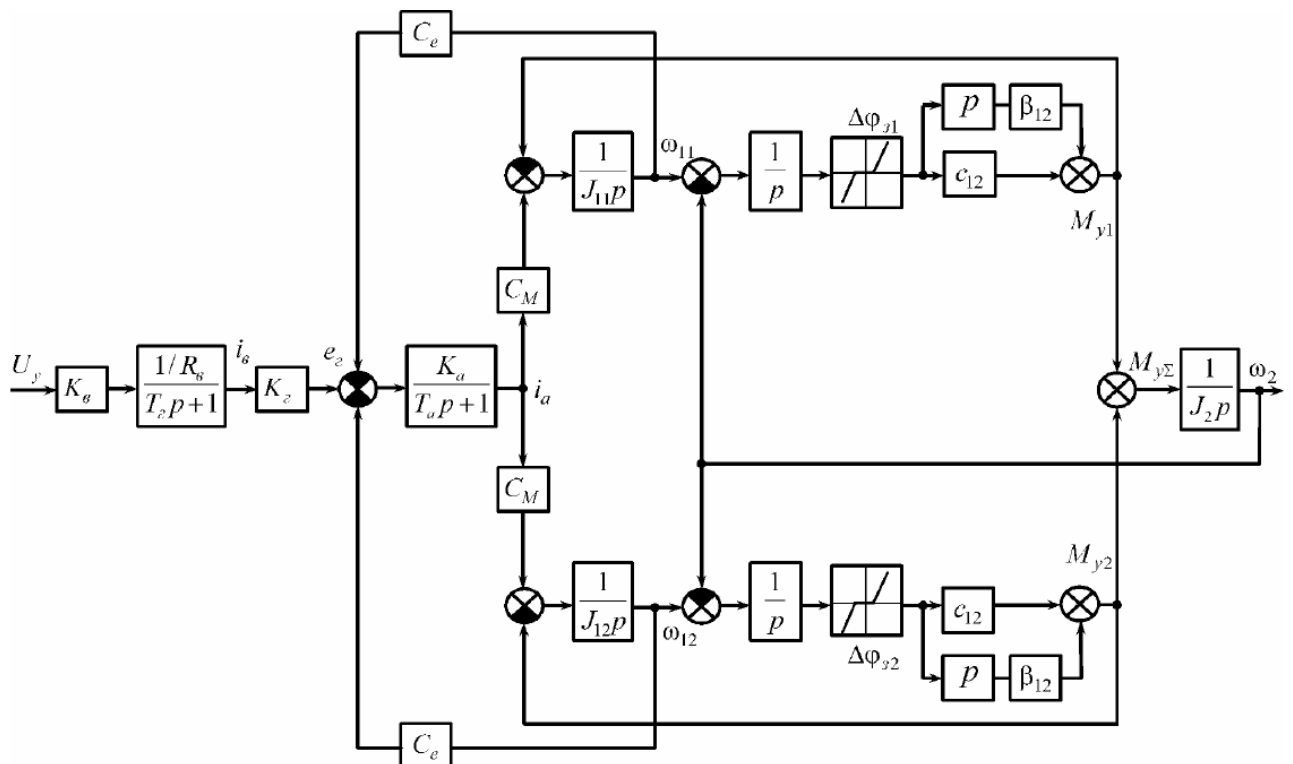 C_e
Δφ_з1
p
β_12
ω_11
1
J_11 p
1
p
c_12
M_y1
C_M
U_y
K_в
1/R_в
T_г p + 1
i_в
K_г
e_г
K_a
T_a p + 1
i_a
M_yΣ
1
J_2 p
ω_2
C_M
M_y2
1
J_12 p
ω_12
1
p
c_12
Δφ_з2
p
β_12
C_e